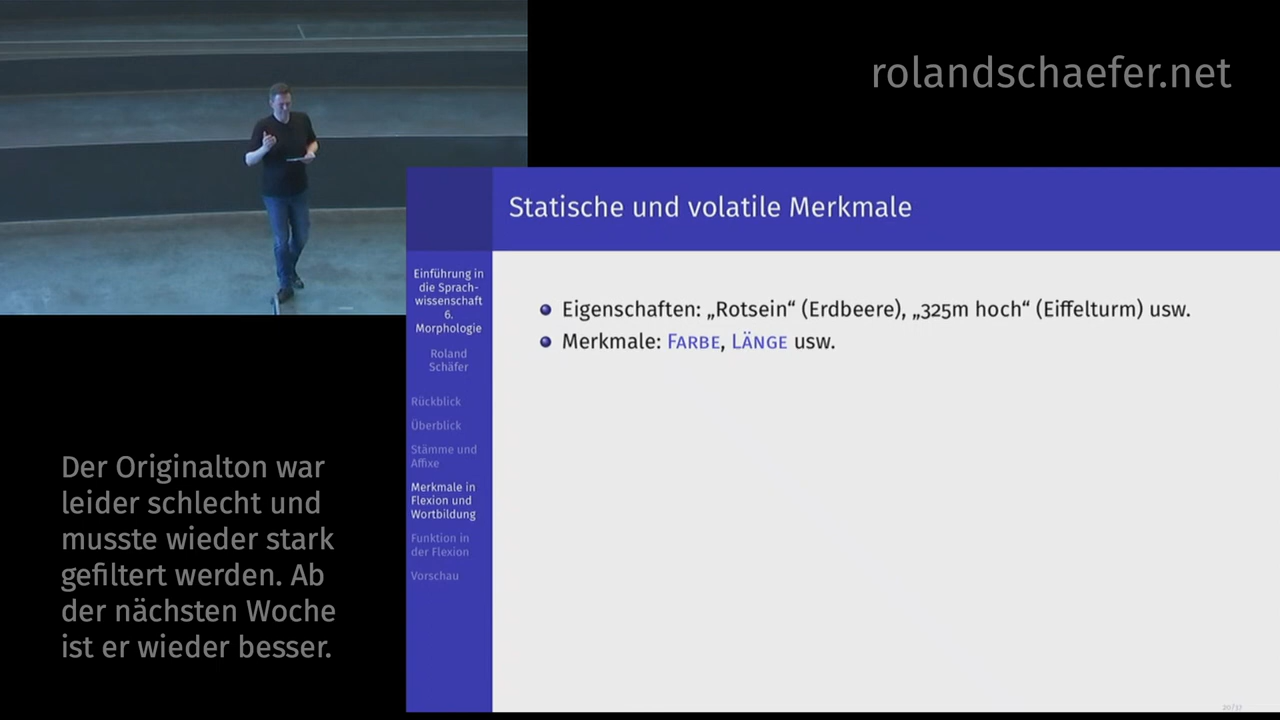 rolandschaefer.net
Statische und volatile Merkmale
Einführung in
die Sprach-
wissenschaft
6.
Morphologie
Roland
Schäfer
Rückblick
Überblick
Stämme und
Affixe
Merkmale in
Flexion und
Wortbildung
Funktion in
der Flexion
Vorschau
• Eigenschaften: „Rotsein“ (Erdbeere), „325m hoch“ (Eiffelturm) usw.
• Merkmale: FARBE, LÄNGE usw.
Der Originalton war
leider schlecht und
musste wieder stark
gefiltert werden. Ab
der nächsten Woche
ist er wieder besser.